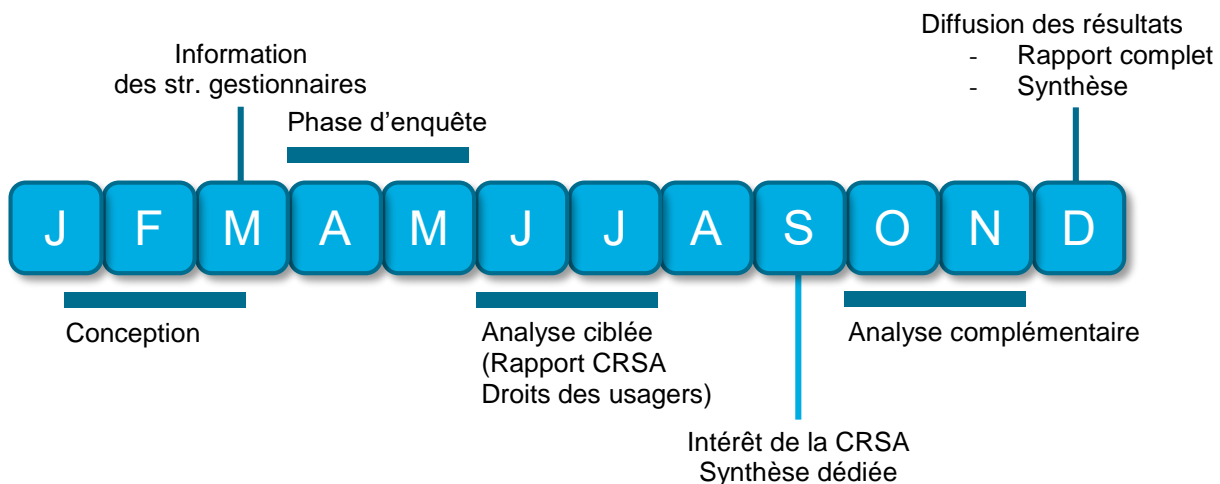 Diffusion des résultats
- Rapport complet
- Synthèse
Information
des str. gestionnaires
Phase d’enquête
J F M A M J J A S O N D
Conception
Analyse ciblée
(Rapport CRSA
Droits des usagers)
Analyse complémentaire
Intérêt de la CRSA
Synthèse dédiée